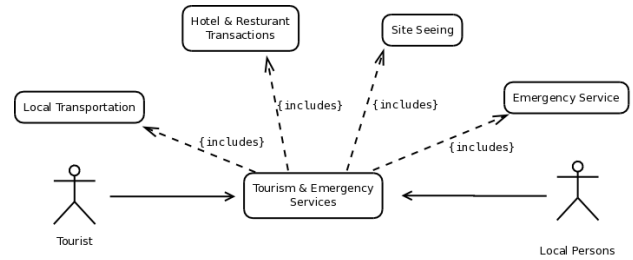 Hotel & Resturant
Transactions
Site Seeing
Local Transportation
Emergency Service
{includes}
{includes}
{includes}
{includes}
Tourism & Emergency
Services
Tourist
Local Persons